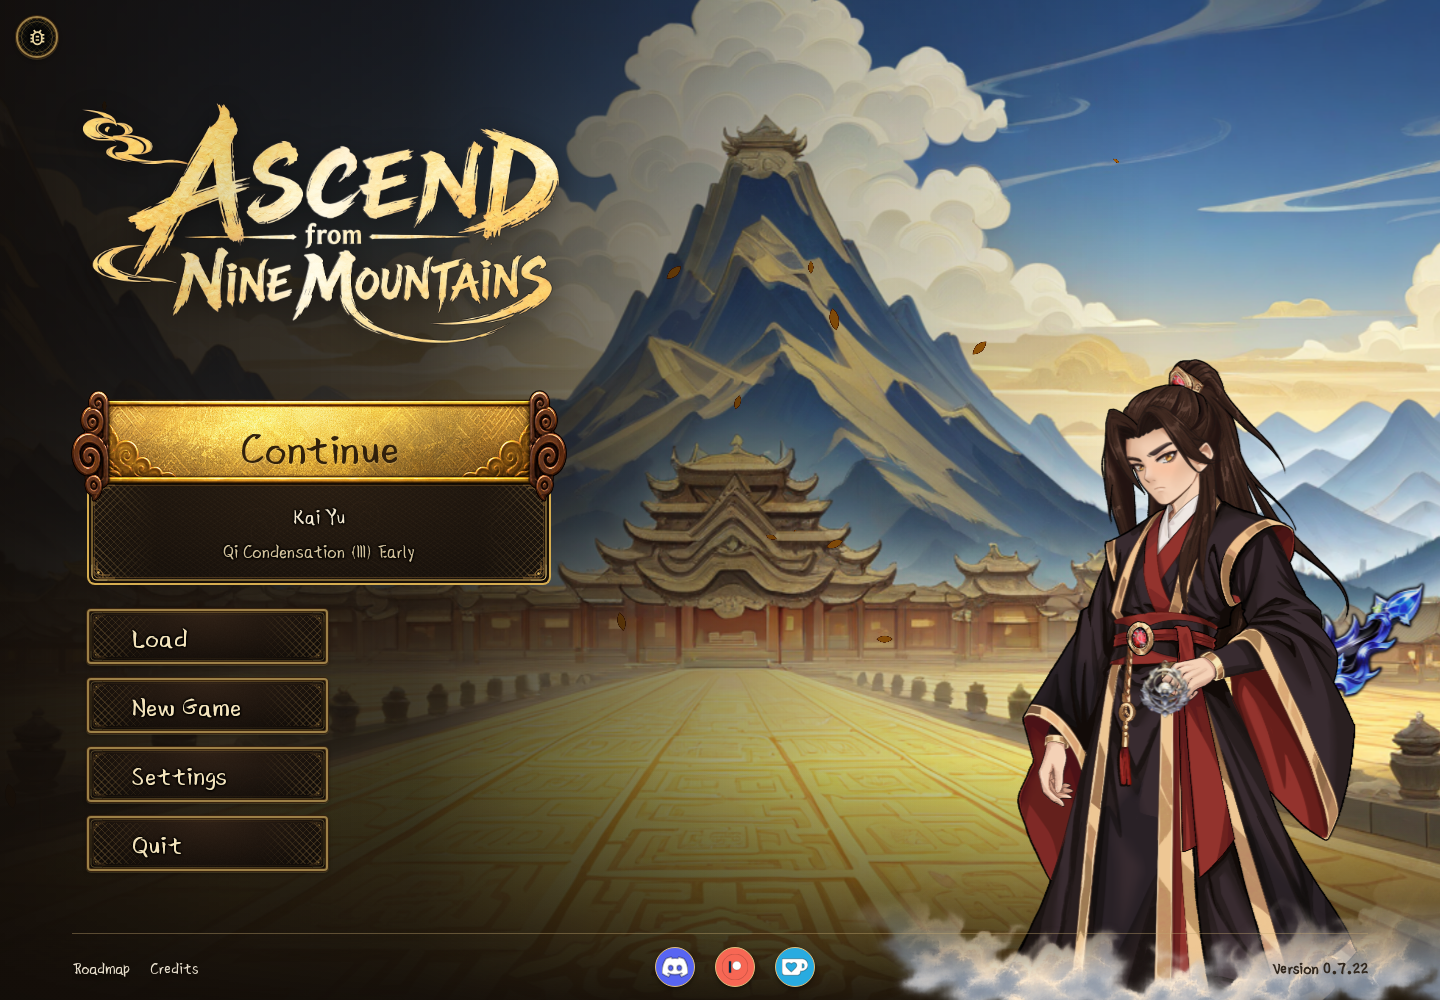 ASCEND
from
NINE MOUNTAINS
Continue
Kai Yu
Qi Condensation (III) Early
Load
New Game
Settings
Quit
Roadmap Credits
Version 0.7.22